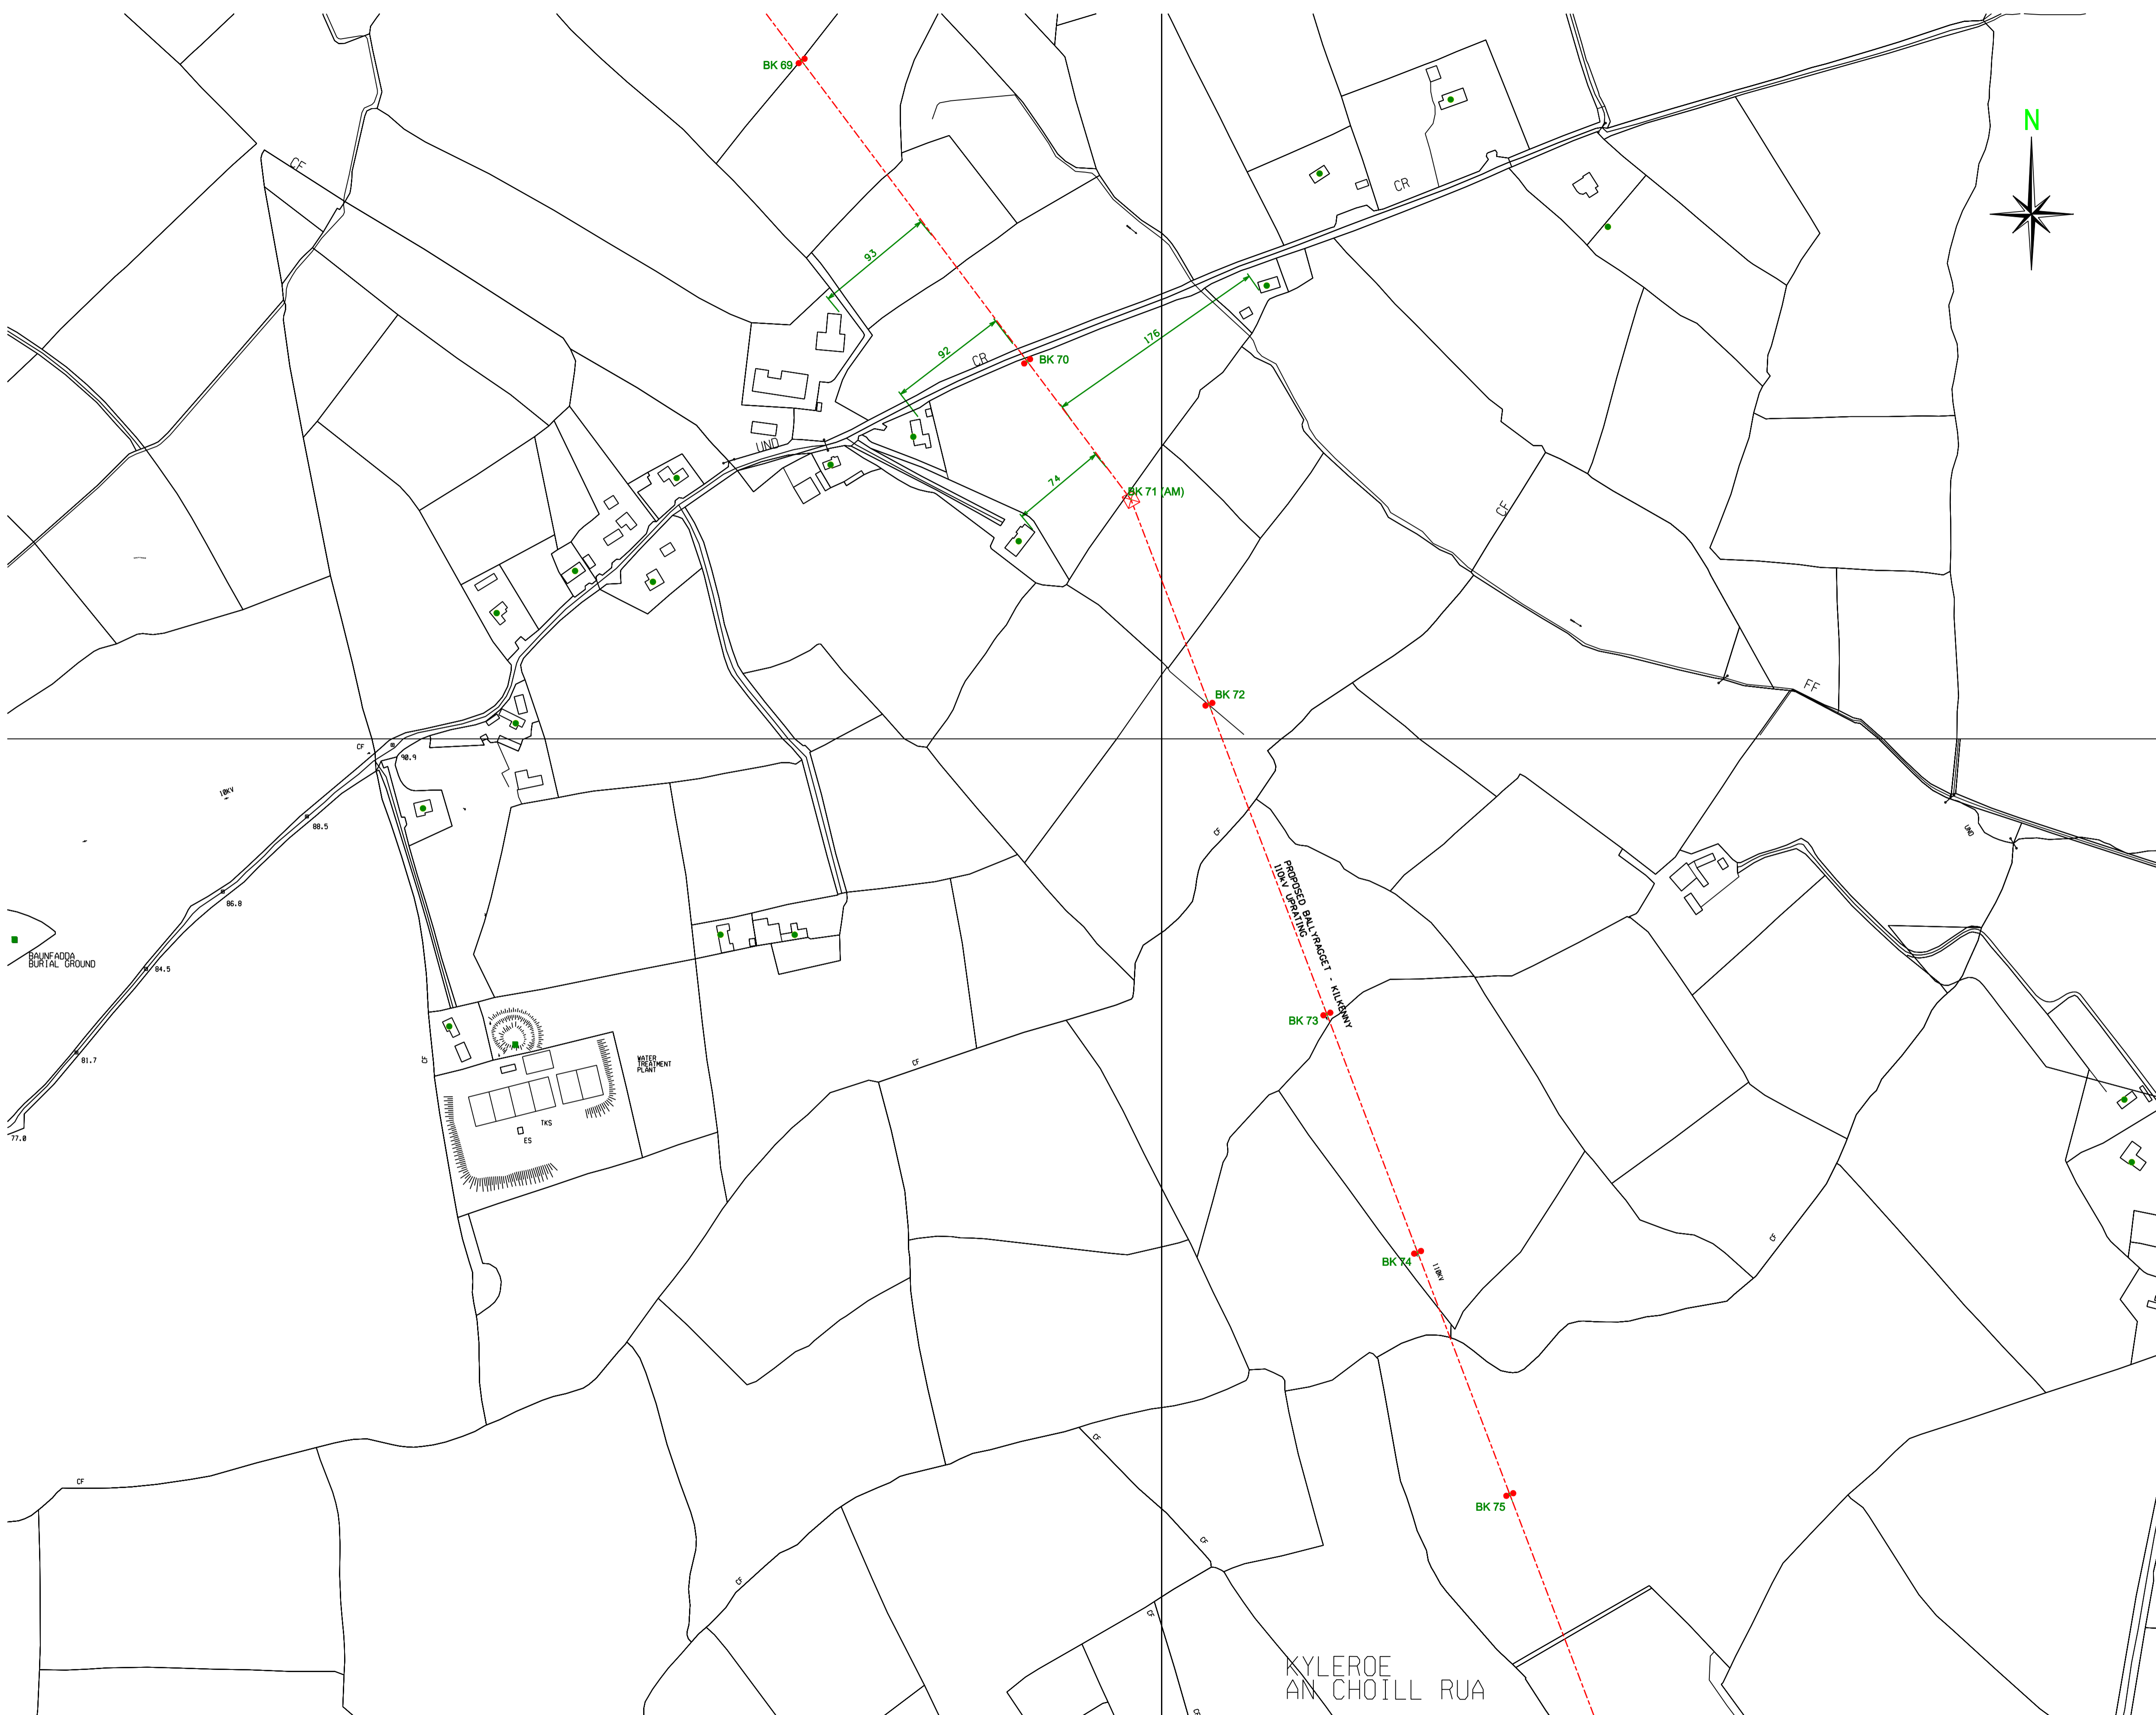 BK 69
N
CF
CR
93
176
92
CR
BK 70
UND
74
BK 71 (AM)
CF
FF
BK 72
CF
90.9
10KV
88.5
CF
UND
86.8
PROPOSED BALLYRAGGET - KILKENNY
110kV UPRATING
BAUNFADDA
BURIAL GROUND
84.5
BK 73
CF
81.7
WATER
TREATMENT
PLANT
CF
TKS
ES
77.0
CF
BK 74
110KV
CF
CF
BK 75
CF
CF
CF
KYLEROE
AN CHOILL RUA
CF